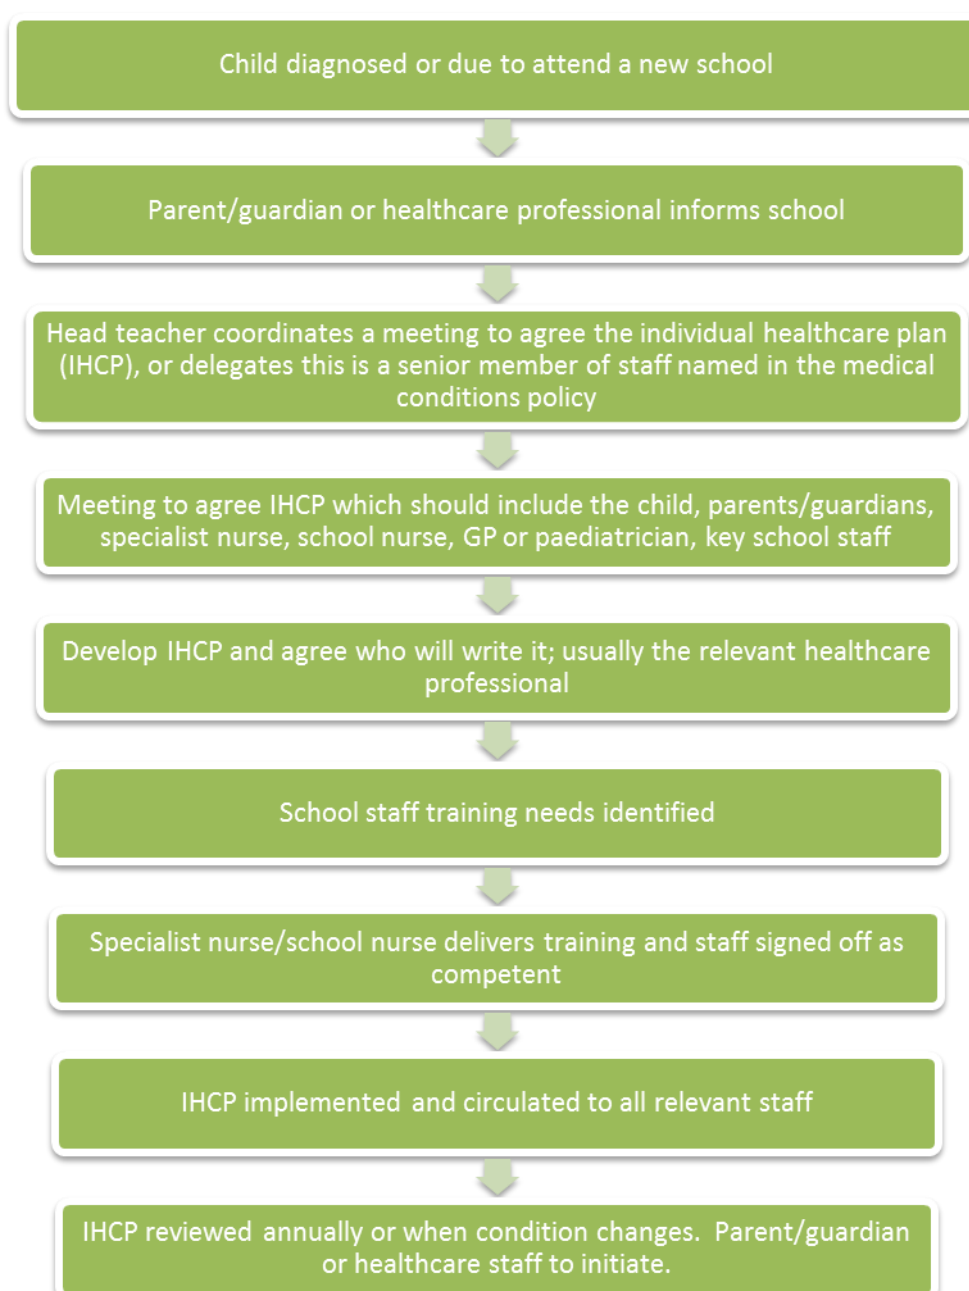 Child diagnosed or due to attend a new school
Parent/guardian or healthcare professional informs school
Head teacher coordinates a meeting to agree the individual healthcare plan
(IHCP), or delegates this is a senior member of staff named in the medical
conditions policy
Meeting to agree IHCP which should include the child, parents/guardians,
specialist nurse, school nurse, GP or paediatrician, key school staff
Develop IHCP and agree who will write it; usually the relevant healthcare
professional
School staff training needs identified
Specialist nurse/school nurse delivers training and staff signed off as
competent
IHCP implemented and circulated to all relevant staff
IHCP reviewed annually or when condition changes. Parent/guardian
or healthcare staff to initiate.